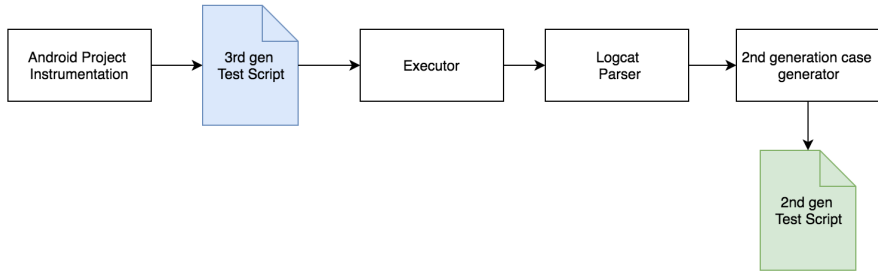 Android Project
Instrumentation
3rd gen
Test Script
Executor
Logcat
Parser
2nd generation case
generator
2nd gen
Test Script